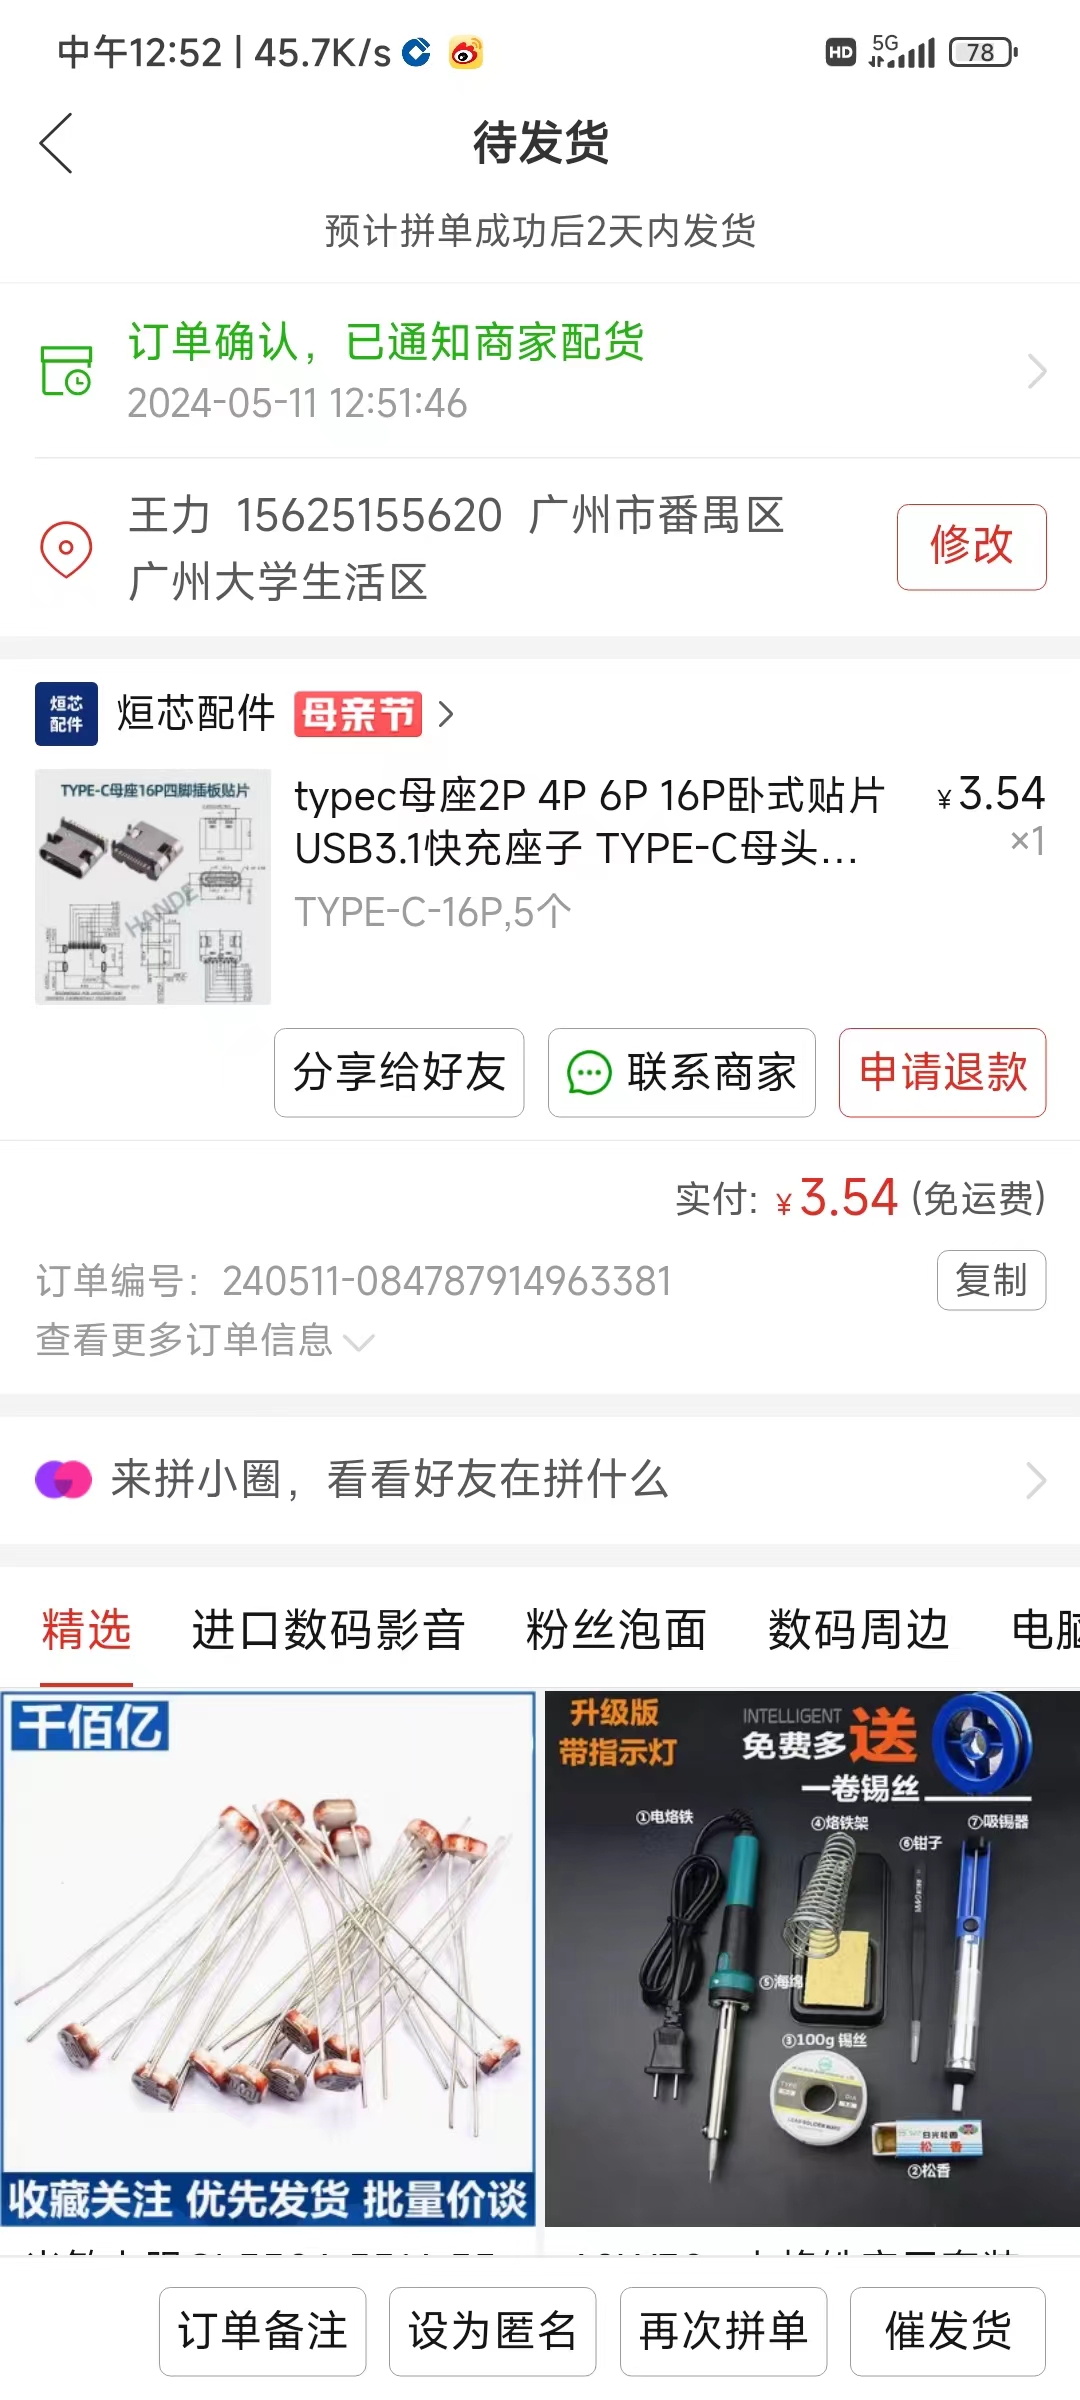 中午12:52 | 45.7K/s
HD 5G 78
待发货
预计拼单成功后2天内发货
订单确认，已通知商家配货
2024-05-11 12:51:46
王力 15625155620 广州市番禺区
广州大学生活区
修改
烜芯
配件
烜芯配件 母亲节
TYPE-C母座16P四脚插板贴片
HANDE
typec母座2P 4P 6P 16P卧式贴片
USB3.1快充座子 TYPE-C母头...
¥3.54
×1
TYPE-C-16P,5个
分享给好友
联系商家
申请退款
实付: ¥3.54 (免运费)
订单编号：240511-084787914963381
复制
查看更多订单信息
来拼小圈，看看好友在拼什么
精选 进口数码影音 粉丝泡面 数码周边 电脑
千佰亿
收藏关注 优先发货 批量价谈
升级版
带指示灯
INTELLIGENT
免费多送
一卷锡丝
①电烙铁
④烙铁架
⑦吸锡器
⑥钳子
⑤海绵
③100g 锡丝
松香
②松香
订单备注
设为匿名
再次拼单
催发货